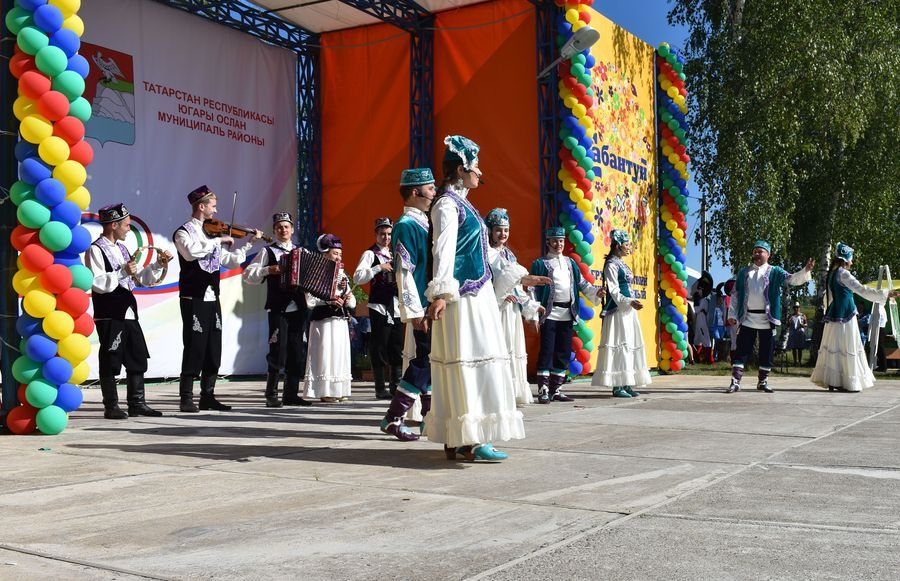 ТАТАРСТАН РЕСПУБЛИКАСЫ
ЮГАРЫ ОСЛАН
МУНИЦИПАЛЬ РАЙОНЫ
абантуй